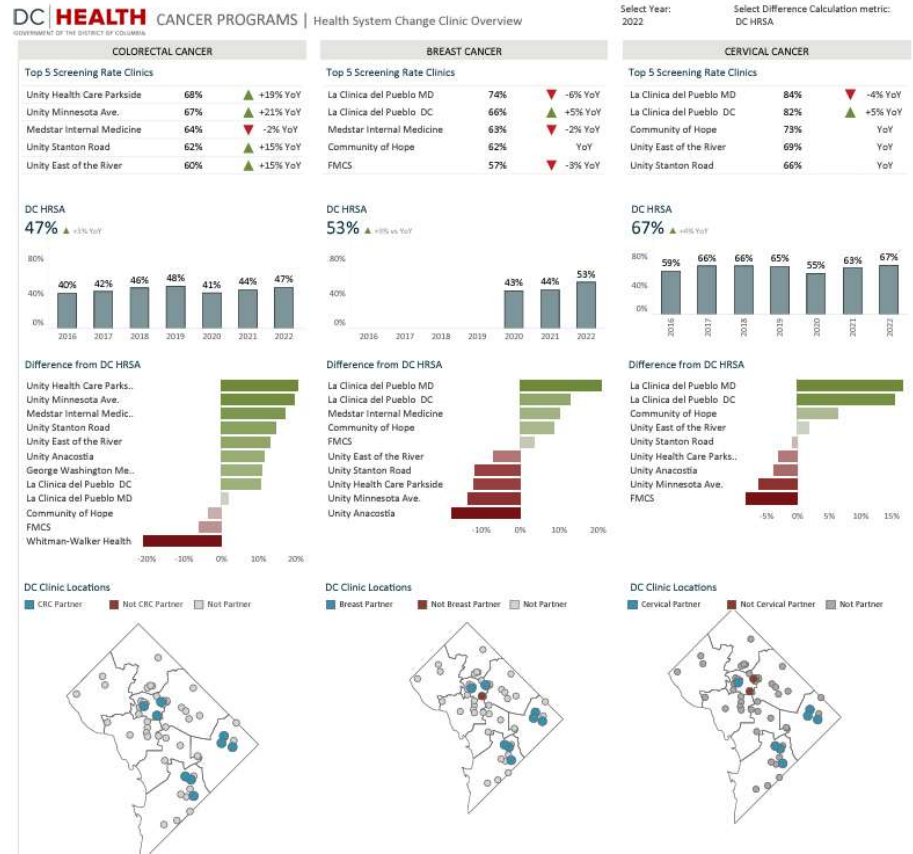 DC HEALTH CANCER PROGRAMS | Health System Change Clinic Overview
GOVERNMENT OF THE DISTRICT OF COLUMBIA
Select Year:
2022
Select Difference Calculation metric:
DC HRSA
COLORECTAL CANCER
Top 5 Screening Rate Clinics
Unity Health Care Parkside 68% ▲ +19% YoY
Unity Minnesota Ave. 67% ▲ +21% YoY
Medstar Internal Medicine 64% ▼ -2% YoY
Unity Stanton Road 62% ▲ +15% YoY
Unity East of the River 60% ▲ +15% YoY
DC HRSA
47% ▲ YoY
80%
40%
0%
40% 42% 46% 48% 41% 44% 47%
2016 2017 2018 2019 2020 2021 2022
Difference from DC HRSA
Unity Health Care Parks..
Unity Minnesota Ave.
Medstar Internal Medic..
Unity Stanton Road
Unity East of the River
Unity Anacostia
George Washington Me..
La Clinica del Pueblo DC
La Clinica del Pueblo MD
Community of Hope
FMCS
Whitman-Walker Health
-20% -10% 0% 10% 20%
DC Clinic Locations
CRC Partner Not CRC Partner Not Partner
BREAST CANCER
Top 5 Screening Rate Clinics
La Clinica del Pueblo MD 74% ▼ -6% YoY
La Clinica del Pueblo DC 66% ▲ +5% YoY
Medstar Internal Medicine 63% ▼ -2% YoY
Community of Hope 62% YoY
FMCS 57% ▼ -3% YoY
DC HRSA
53% ▲ YoY
80%
40%
0%
43% 44% 53%
2016 2017 2018 2019 2020 2021 2022
Difference from DC HRSA
La Clinica del Pueblo MD
La Clinica del Pueblo DC
Medstar Internal Medicine
Community of Hope
FMCS
Unity East of the River
Unity Stanton Road
Unity Health Care Parkside
Unity Minnesota Ave.
Unity Anacostia
-10% 0% 10% 20%
DC Clinic Locations
Breast Partner Not Breast Partner Not Partner
CERVICAL CANCER
Top 5 Screening Rate Clinics
La Clinica del Pueblo MD 84% ▼ -4% YoY
La Clinica del Pueblo DC 82% ▲ +5% YoY
Community of Hope 73% YoY
Unity East of the River 69% YoY
Unity Stanton Road 66% YoY
DC HRSA
67% ▲ +4% YoY
80%
40%
0%
59% 66% 66% 65% 55% 63% 67%
2016 2017 2018 2019 2020 2021 2022
Difference from DC HRSA
La Clinica del Pueblo MD
La Clinica del Pueblo DC
Community of Hope
Unity East of the River
Unity Stanton Road
Unity Health Care Parks..
Unity Anacostia
Unity Minnesota Ave.
FMCS
-5% 0% 5% 10% 15%
DC Clinic Locations
Cervical Partner Not Cervical Partner Not Partner